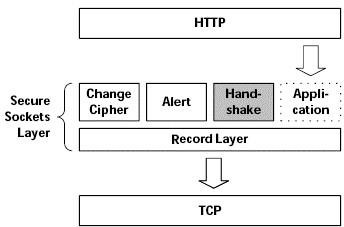 HTTP
Secure
Sockets
Layer
Change
Cipher
Alert
Hand-
shake
Appli-
cation
Record Layer
TCP